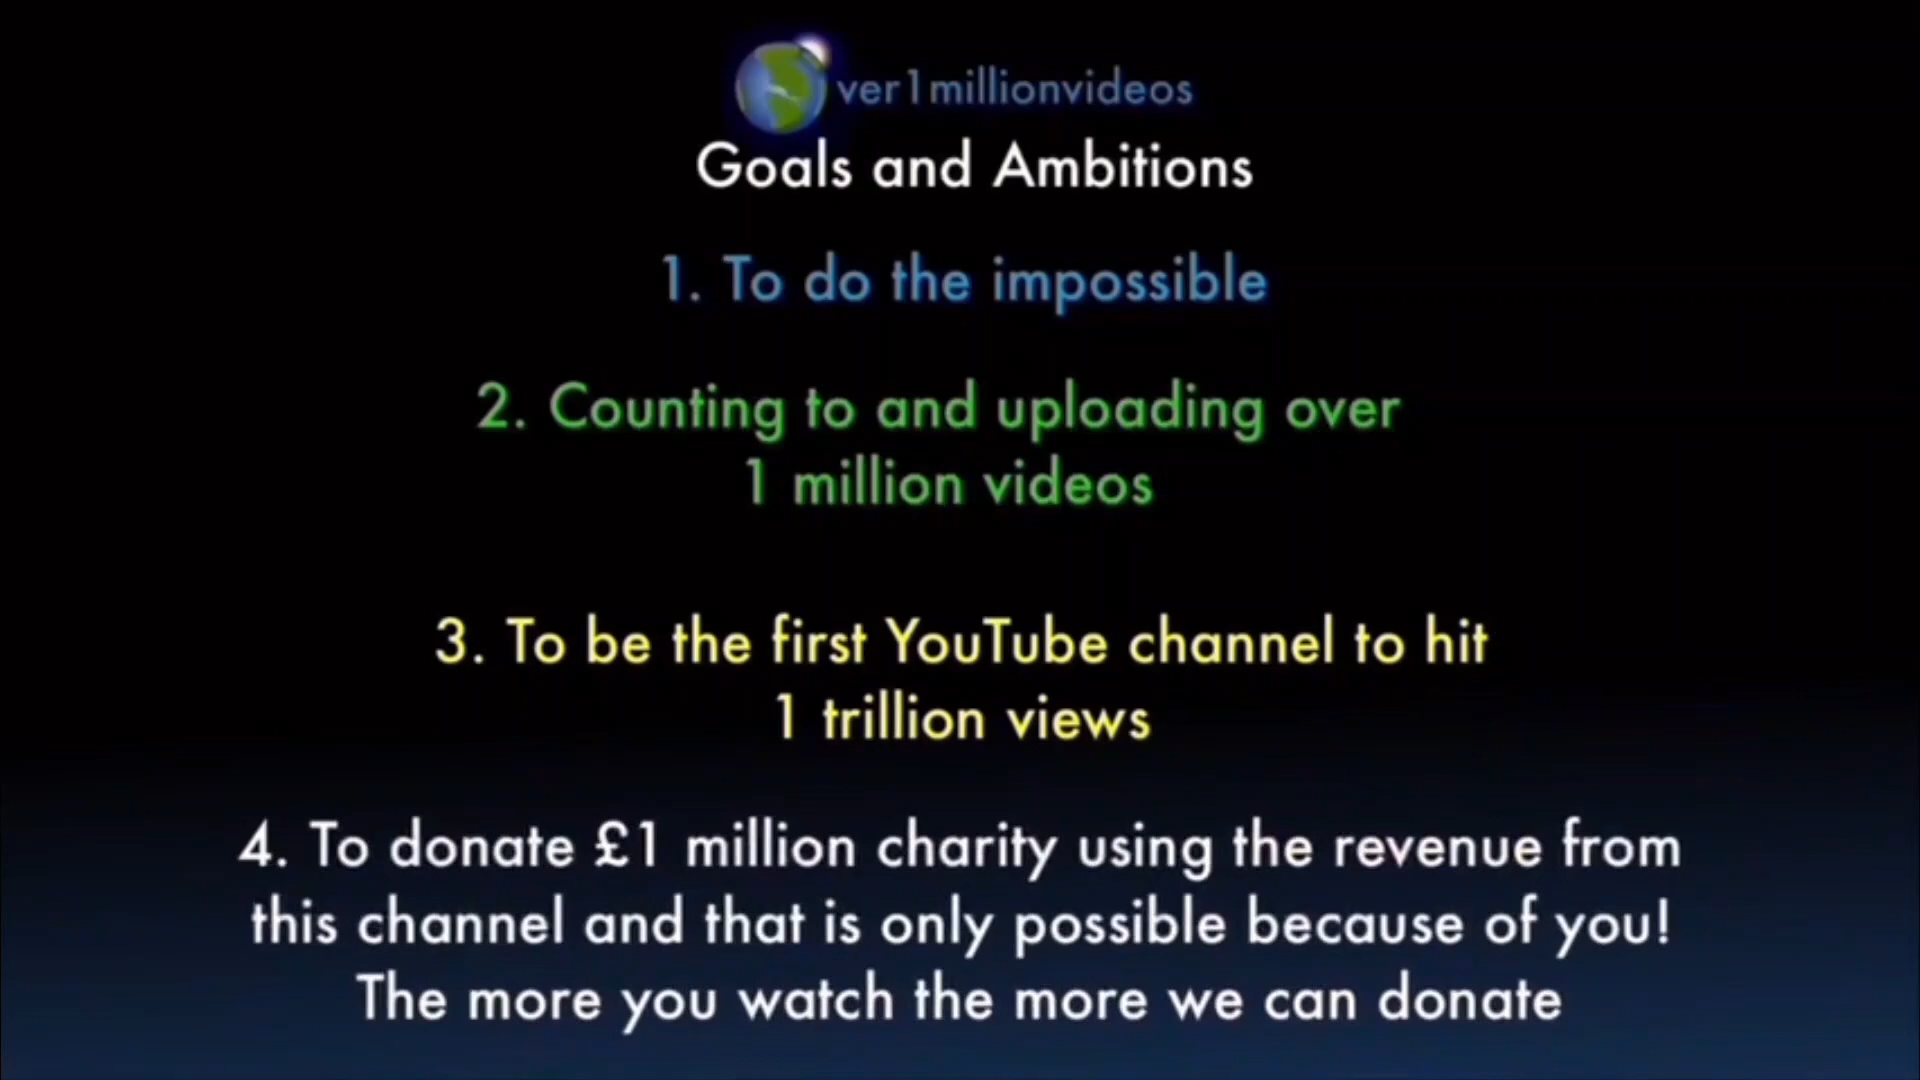 ver1millionvideos
Goals and Ambitions
1. To do the impossible
2. Counting to and uploading over
1 million videos
3. To be the first YouTube channel to hit
1 trillion views
4. To donate £1 million charity using the revenue from
this channel and that is only possible because of you!
The more you watch the more we can donate